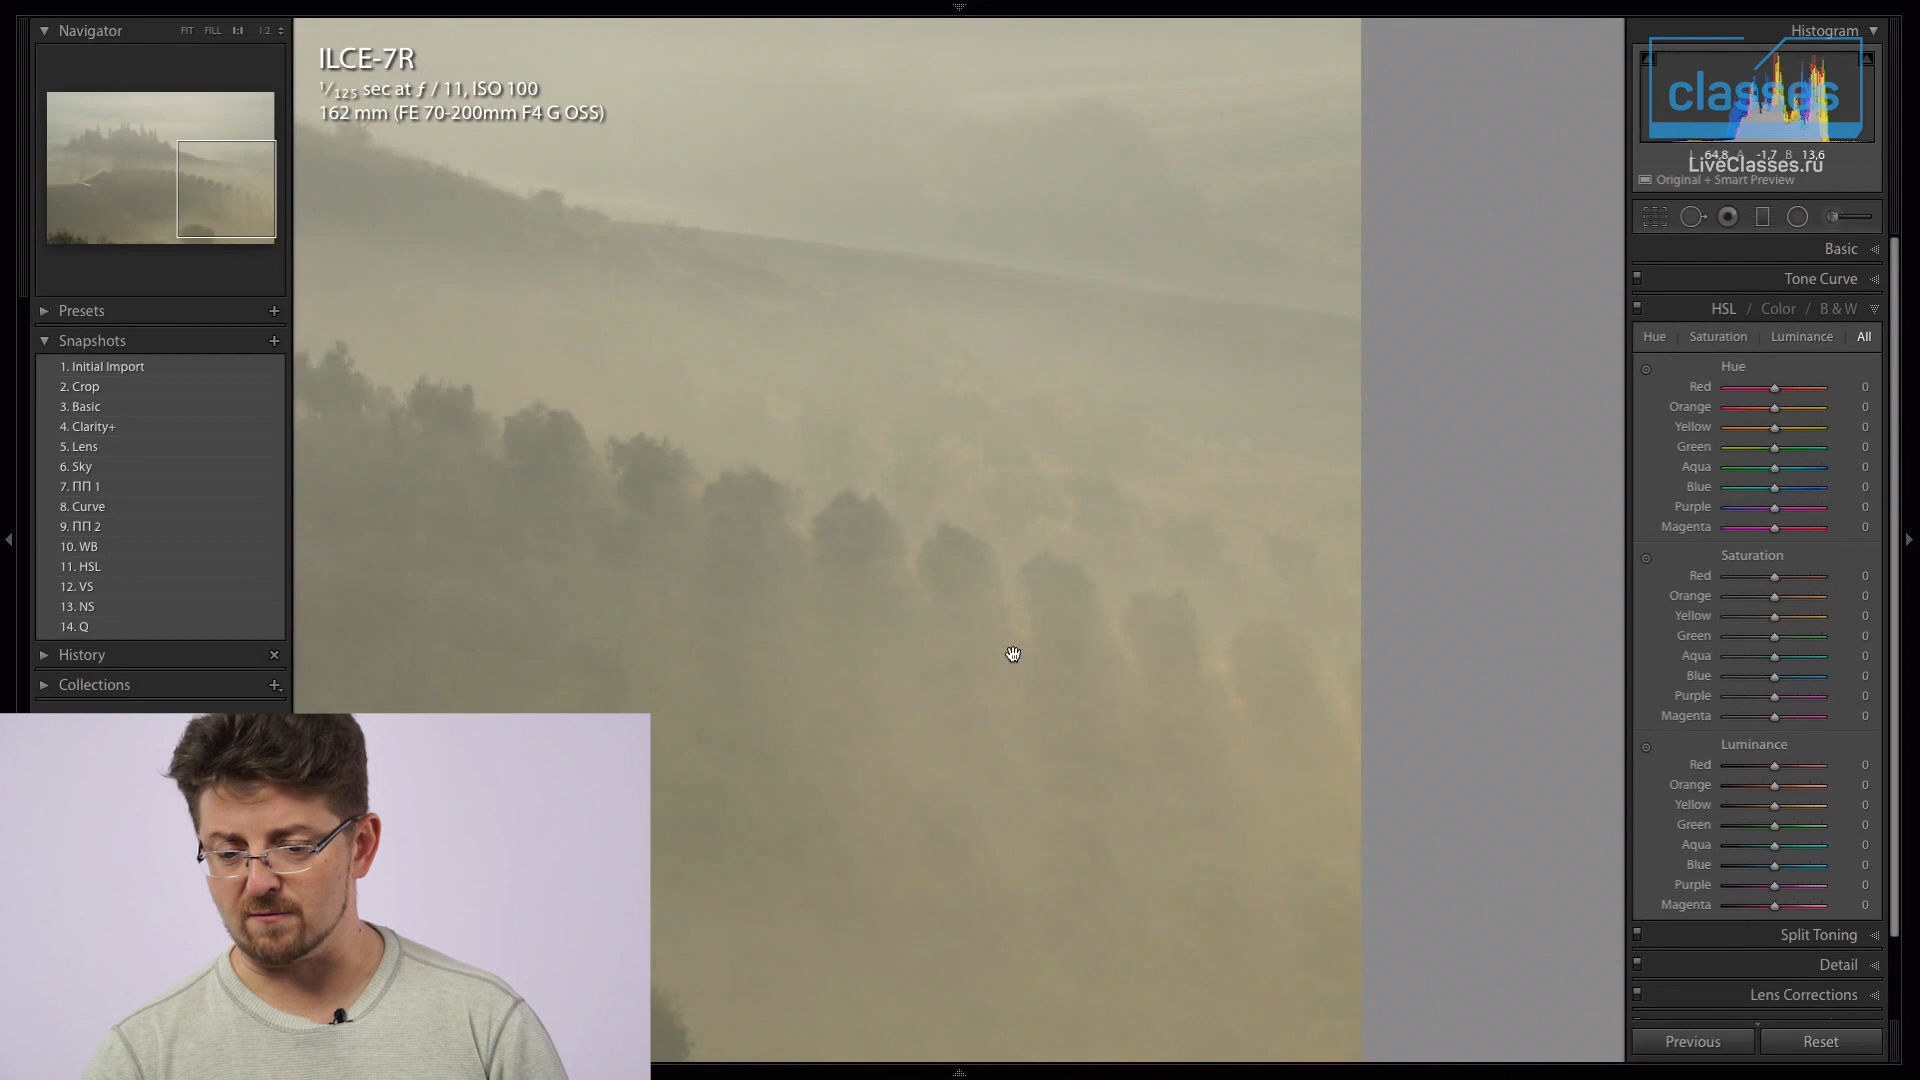 Navigator FIT FILL 1:1 1:2
Presets
Snapshots
1. Initial Import
2. Crop
3. Basic
4. Clarity+
5. Lens
6. Sky
7. ПП 1
8. Curve
9. ПП 2
10. WB
11. HSL
12. VS
13. NS
14. Q
History
Collections
ILCE-7R
1/125 sec at ƒ / 11, ISO 100
162 mm (FE 70-200mm F4 G OSS)
Histogram
classes
L 64,8 A -1,7 B 13,6
LiveClasses.ru
Original + Smart Preview
Basic
Tone Curve
HSL / Color / B & W
Hue Saturation Luminance All
Hue
Red 0
Orange 0
Yellow 0
Green 0
Aqua 0
Blue 0
Purple 0
Magenta 0
Saturation
Red 0
Orange 0
Yellow 0
Green 0
Aqua 0
Blue 0
Purple 0
Magenta 0
Luminance
Red 0
Orange 0
Yellow 0
Green 0
Aqua 0
Blue 0
Purple 0
Magenta 0
Split Toning
Detail
Lens Corrections
Previous Reset